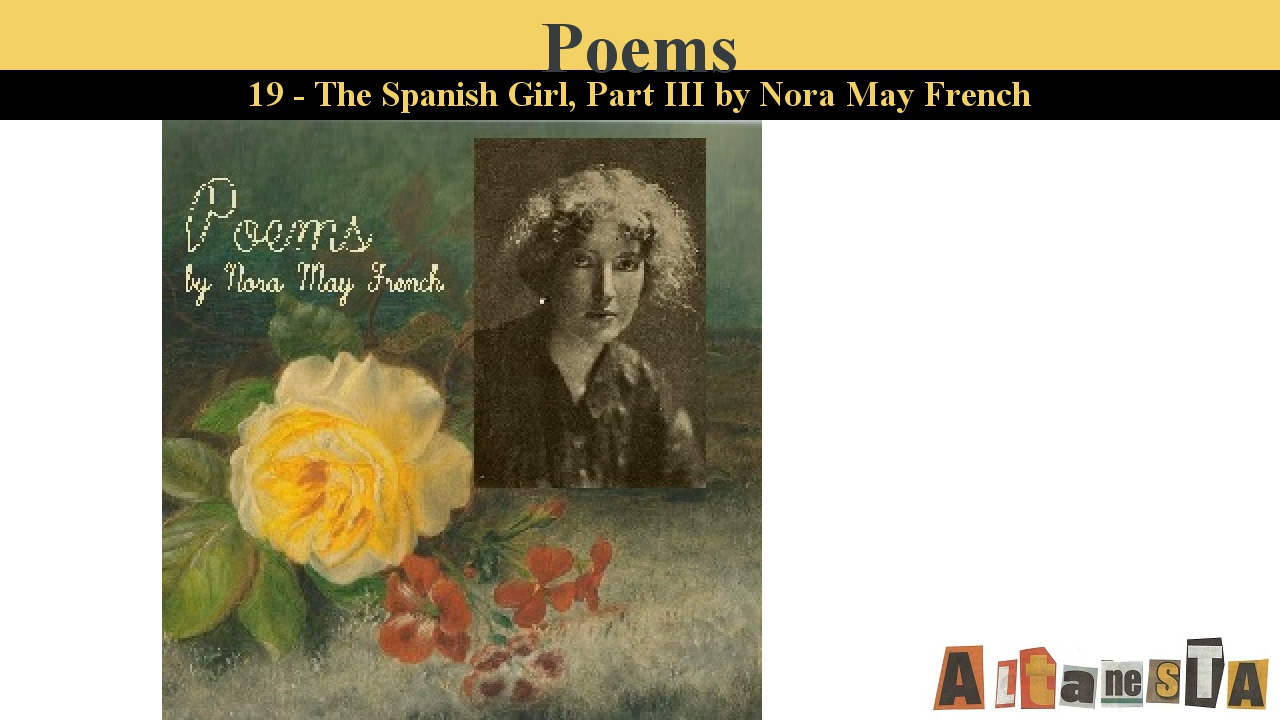 Poems
19 - The Spanish Girl, Part III by Nora May French
Poems
by Nora May French
AltanesTA